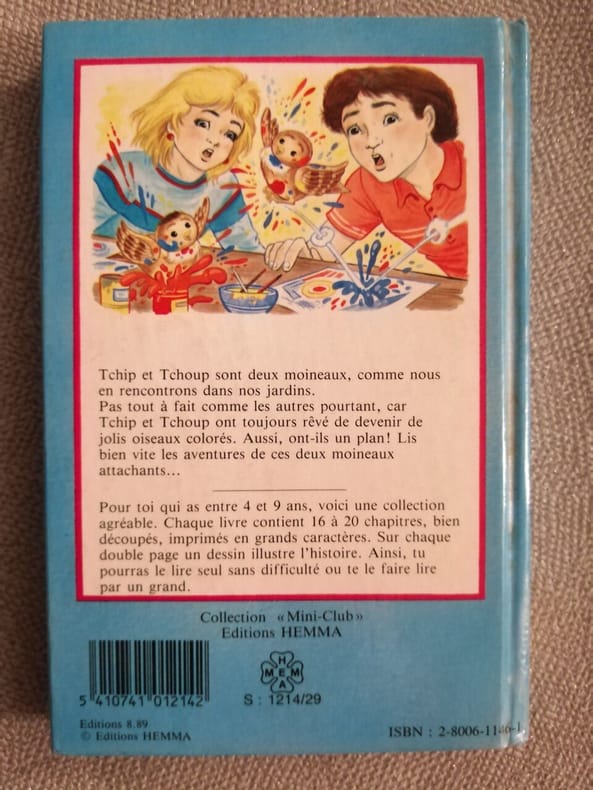 Tchip et Tchoup sont deux moineaux, comme nous
en rencontrons dans nos jardins.
Pas tout à fait comme les autres pourtant, car
Tchip et Tchoup ont toujours rêvé de devenir de
jolis oiseaux colorés. Aussi, ont-ils un plan! Lis
bien vite les aventures de ces deux moineaux
attachants...
Pour toi qui as entre 4 et 9 ans, voici une collection
agréable. Chaque livre contient 16 à 20 chapitres, bien
découpés, imprimés en grands caractères. Sur chaque
double page un dessin illustre l'histoire. Ainsi, tu
pourras le lire seul sans difficulté ou te le faire lire
par un grand.
Collection «Mini-Club»
Editions HEMMA
5 410741 012142
HEMMA
S : 1214/29
Editions 8.89
© Editions HEMMA
ISBN : 2-8006-